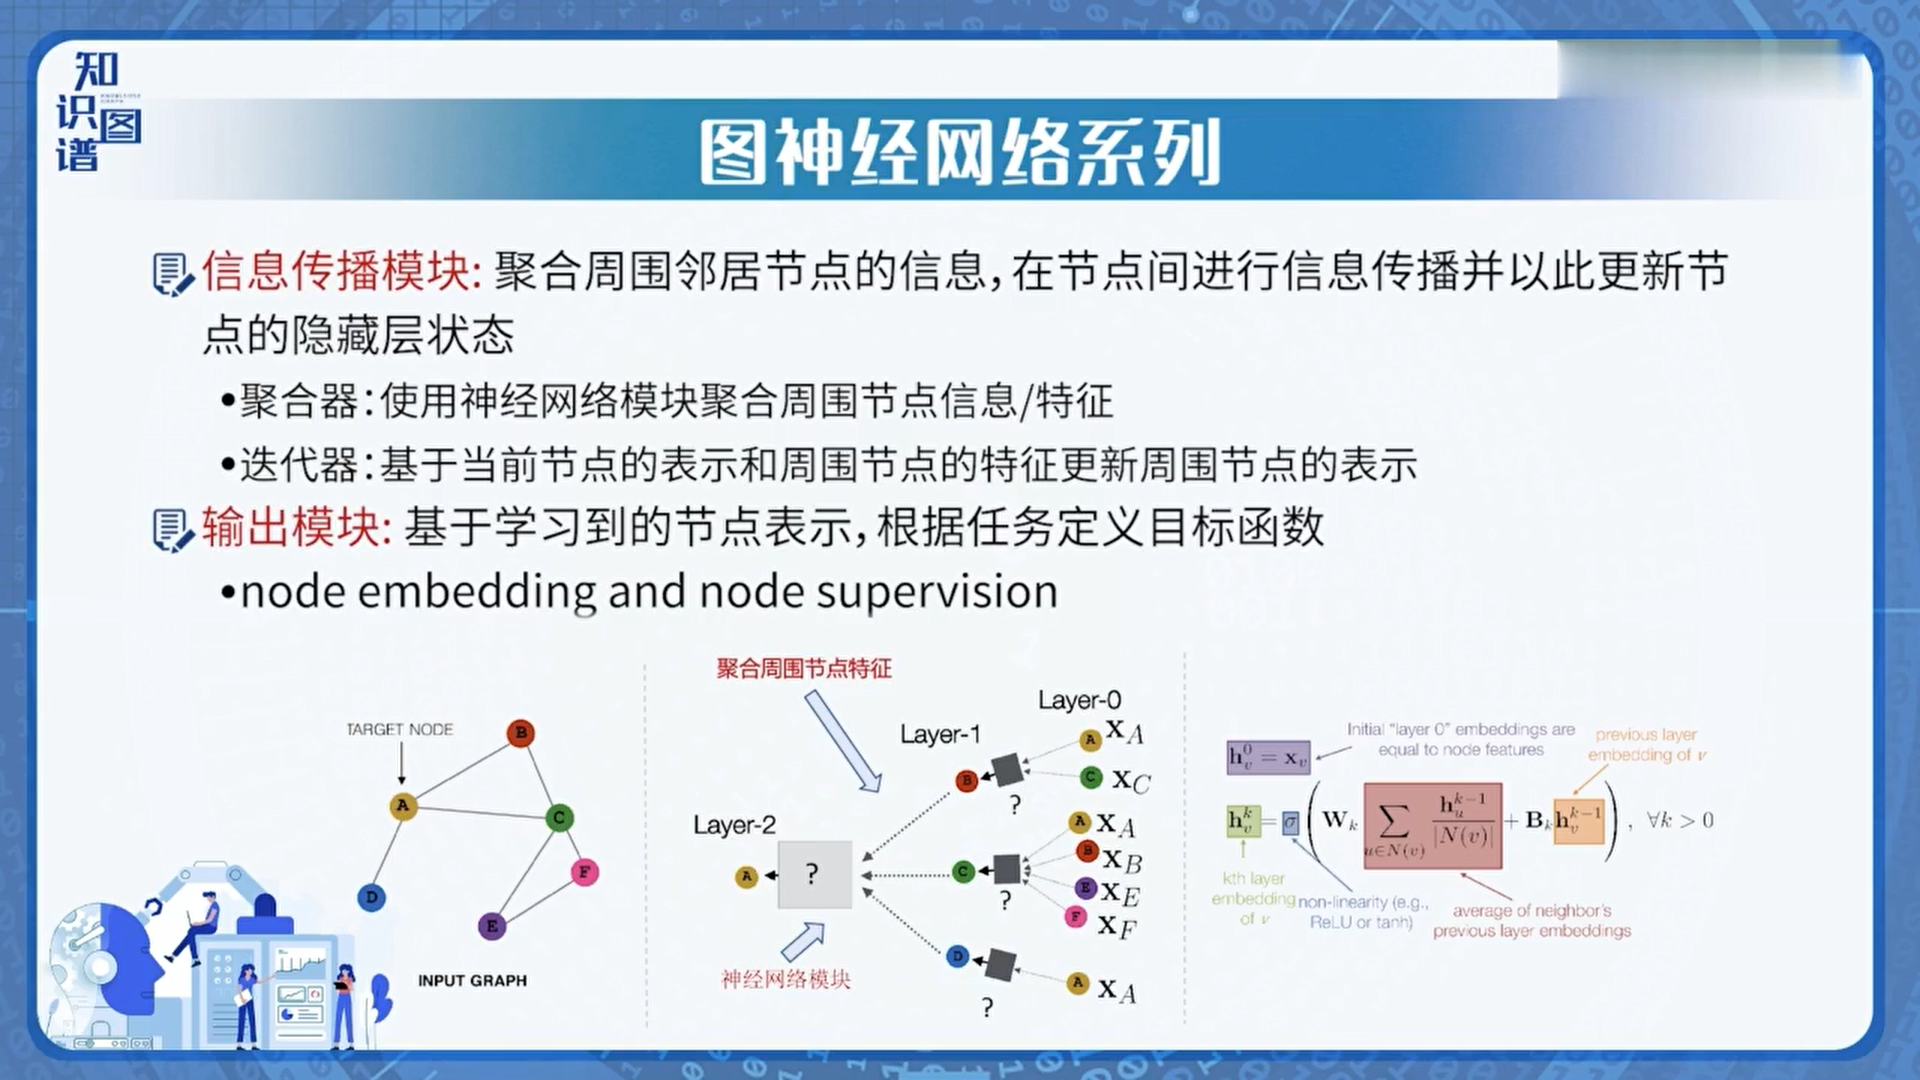 知
识图
谱
图神经网络系列
信息传播模块: 聚合周围邻居节点的信息，在节点间进行信息传播并以此更新节
点的隐藏层状态
•聚合器：使用神经网络模块聚合周围节点信息/特征
•迭代器：基于当前节点的表示和周围节点的特征更新周围节点的表示
输出模块: 基于学习到的节点表示，根据任务定义目标函数
•node embedding and node supervision
TARGET NODE
B
A
C
F
D
E
INPUT GRAPH
聚合周围节点特征
Layer-0
Layer-1
Layer-2
A X_A
B
C X_C
?
A X_A
B X_B
A ? C
E X_E
?
F X_F
D
A X_A
?
神经网络模块
Initial “layer 0” embeddings are
equal to node features
h_v^0 = x_v
previous layer
embedding of v
h_v^k = σ ( W_k ∑_{u∈N(v)} h_u^{k-1} / |N(v)| + B_k h_v^{k-1} ) , ∀k > 0
kth layer
embedding
of v
non-linearity (e.g.,
ReLU or tanh)
average of neighbor’s
previous layer embeddings